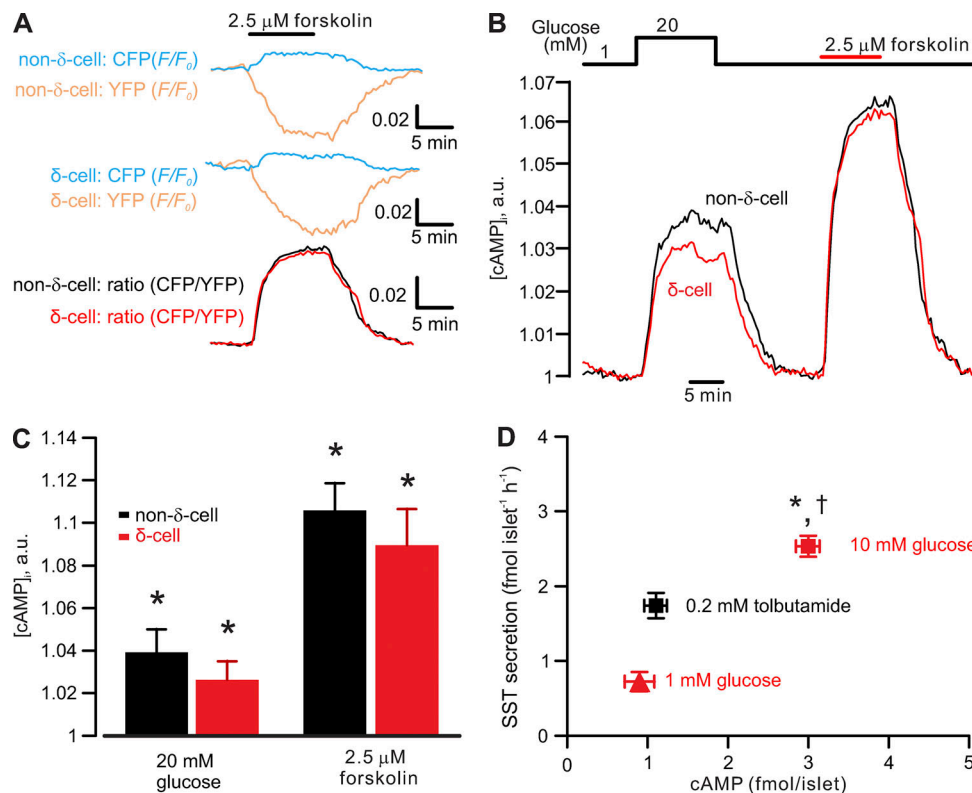 A
2.5 μM forskolin
non-δ-cell: CFP(F/F₀)
non-δ-cell: YFP (F/F₀)
0.02
5 min
δ-cell: CFP (F/F₀)
δ-cell: YFP (F/F₀)
0.02
5 min
non-δ-cell: ratio (CFP/YFP)
δ-cell: ratio (CFP/YFP)
0.02
5 min
B
Glucose
(mM)
1
20
2.5 μM forskolin
1.07
1.06
1.05
1.04
1.03
1.02
1.01
1
[cAMP]ᵢ, a.u.
non-δ-cell
δ-cell
5 min
C
1.14
1.12
1.1
1.08
1.06
1.04
1.02
1
[cAMP]ᵢ, a.u.
non-δ-cell
δ-cell
*
*
*
*
20 mM
glucose
2.5 μM
forskolin
D
4
3
2
1
0
SST secretion (fmol islet⁻¹ h⁻¹)
*, †
10 mM glucose
0.2 mM tolbutamide
1 mM glucose
0 1 2 3 4 5
cAMP (fmol/islet)